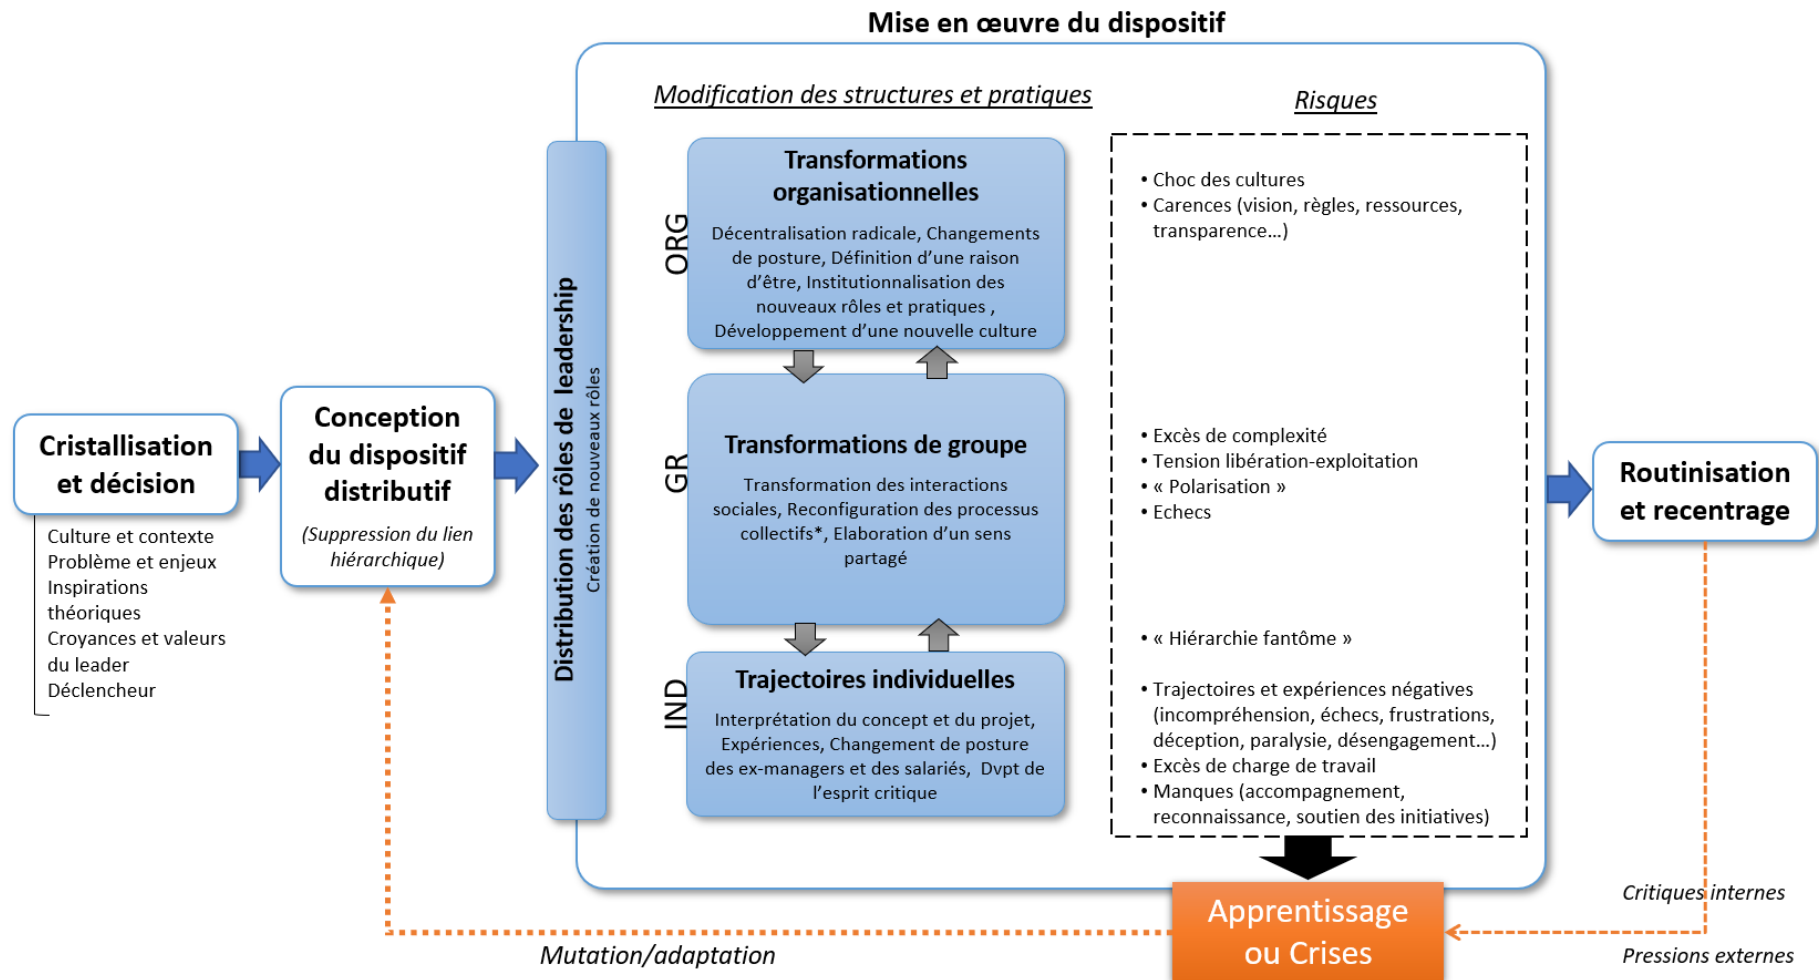 Mise en œuvre du dispositif
Modification des structures et pratiques
Risques
Cristallisation
et décision
Culture et contexte
Problème et enjeux
Inspirations
théoriques
Croyances et valeurs
du leader
Déclencheur
Conception
du dispositif
distributif
(Suppression du lien
hiérarchique)
Distribution des rôles de leadership
Création de nouveaux rôles
ORG
Transformations
organisationnelles
Décentralisation radicale, Changements
de posture, Définition d’une raison
d’être, Institutionnalisation des
nouveaux rôles et pratiques ,
Développement d’une nouvelle culture
GR
Transformations de groupe
Transformation des interactions
sociales, Reconfiguration des processus
collectifs*, Elaboration d’un sens
partagé
IND
Trajectoires individuelles
Interprétation du concept et du projet,
Expériences, Changement de posture
des ex-managers et des salariés, Dvpt de
l’esprit critique
• Choc des cultures
• Carences (vision, règles, ressources,
transparence…)
• Excès de complexité
• Tension libération-exploitation
• « Polarisation »
• Echecs
• « Hiérarchie fantôme »
• Trajectoires et expériences négatives
(incompréhension, échecs, frustrations,
déception, paralysie, désengagement…)
• Excès de charge de travail
• Manques (accompagnement,
reconnaissance, soutien des initiatives)
Routinisation
et recentrage
Apprentissage
ou Crises
Critiques internes
Pressions externes
Mutation/adaptation